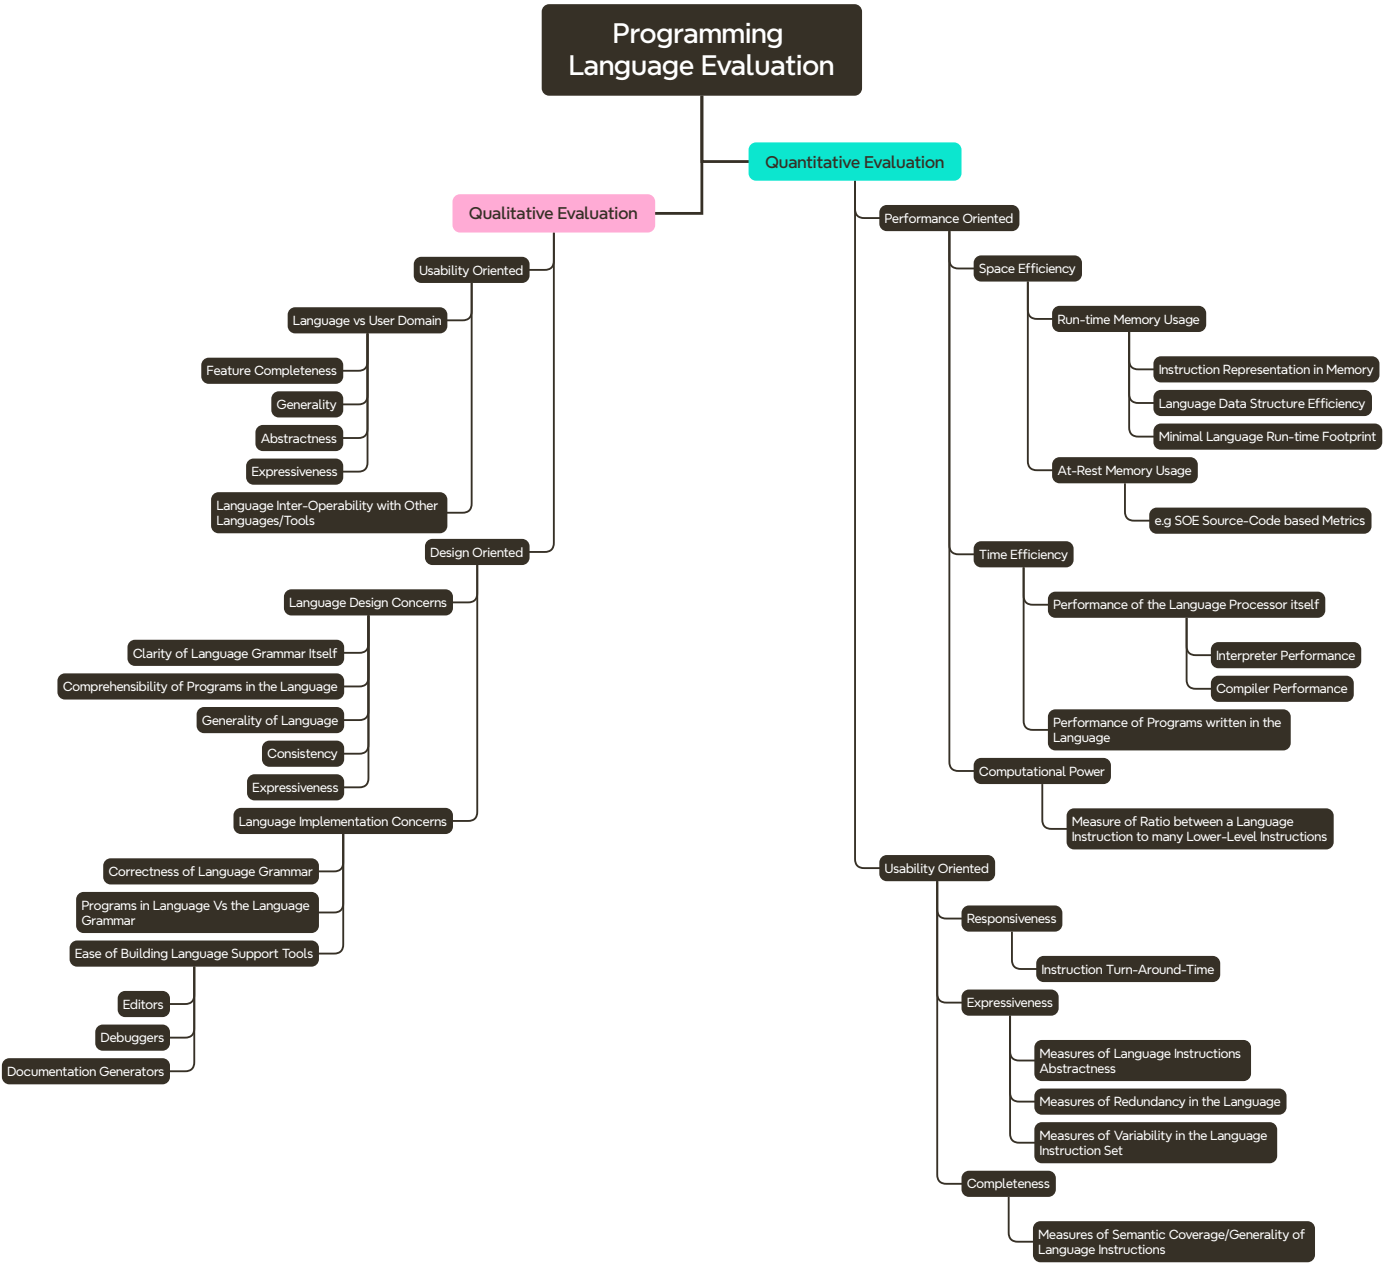 Programming
Language Evaluation
Quantitative Evaluation
Performance Oriented
Space Efficiency
Run-time Memory Usage
Instruction Representation in Memory
Language Data Structure Efficiency
Minimal Language Run-time Footprint
At-Rest Memory Usage
e.g SOE Source-Code based Metrics
Time Efficiency
Performance of the Language Processor itself
Interpreter Performance
Compiler Performance
Performance of Programs written in the
Language
Computational Power
Measure of Ratio between a Language
Instruction to many Lower-Level Instructions
Usability Oriented
Responsiveness
Instruction Turn-Around-Time
Expressiveness
Measures of Language Instructions
Abstractness
Measures of Redundancy in the Language
Measures of Variability in the Language
Instruction Set
Completeness
Measures of Semantic Coverage/Generality of
Language Instructions
Qualitative Evaluation
Usability Oriented
Language vs User Domain
Feature Completeness
Generality
Abstractness
Expressiveness
Language Inter-Operability with Other
Languages/Tools
Design Oriented
Language Design Concerns
Clarity of Language Grammar Itself
Comprehensibility of Programs in the Language
Generality of Language
Consistency
Expressiveness
Language Implementation Concerns
Correctness of Language Grammar
Programs in Language Vs the Language
Grammar
Ease of Building Language Support Tools
Editors
Debuggers
Documentation Generators